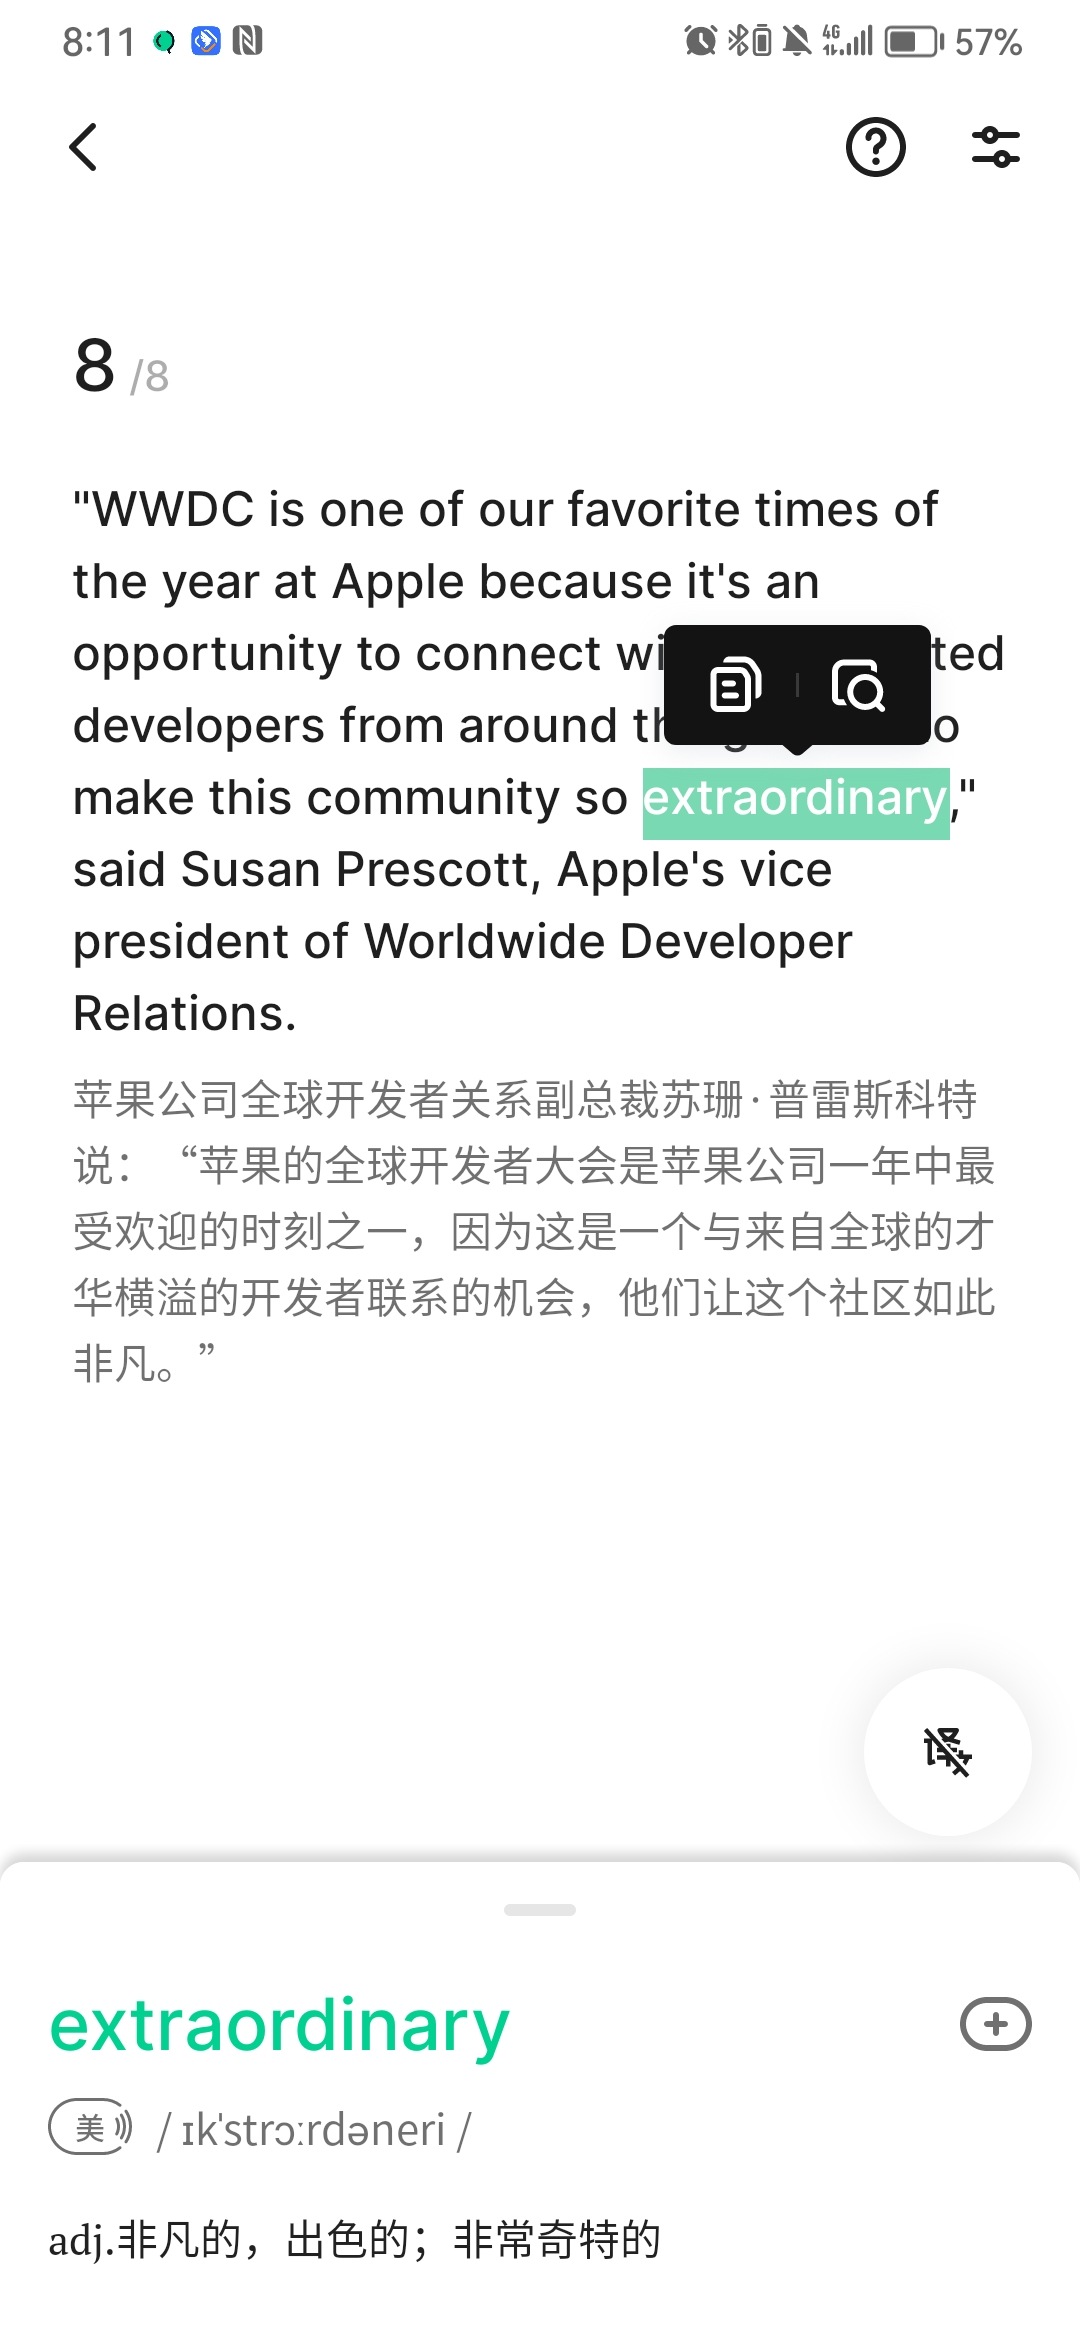 8:11
4G
57%
8 /8
"WWDC is one of our favorite times of
the year at Apple because it's an
opportunity to connect
developers from around
make this community so extraordinary,"
said Susan Prescott, Apple's vice
president of Worldwide Developer
Relations.
苹果公司全球开发者关系副总裁苏珊·普雷斯科特
说：“苹果的全球开发者大会是苹果公司一年中最
受欢迎的时刻之一，因为这是一个与来自全球的才
华横溢的开发者联系的机会，他们让这个社区如此
非凡。”
译
extraordinary
美 / ɪkˈstrɔːrdəneri /
adj.非凡的，出色的；非常奇特的